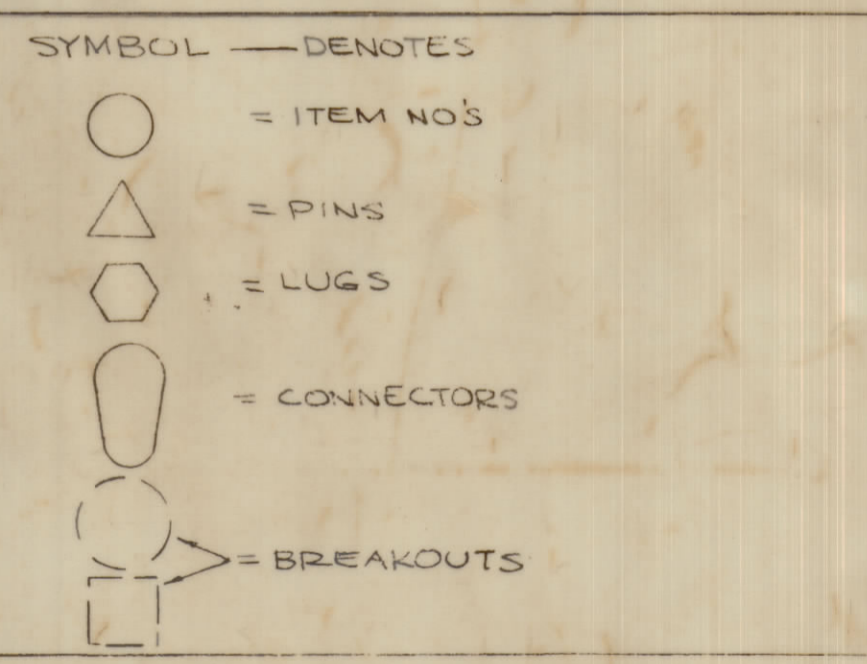 SYMBOL — DENOTES
= ITEM NO'S
= PINS
= LUGS
= CONNECTORS
= BREAKOUTS